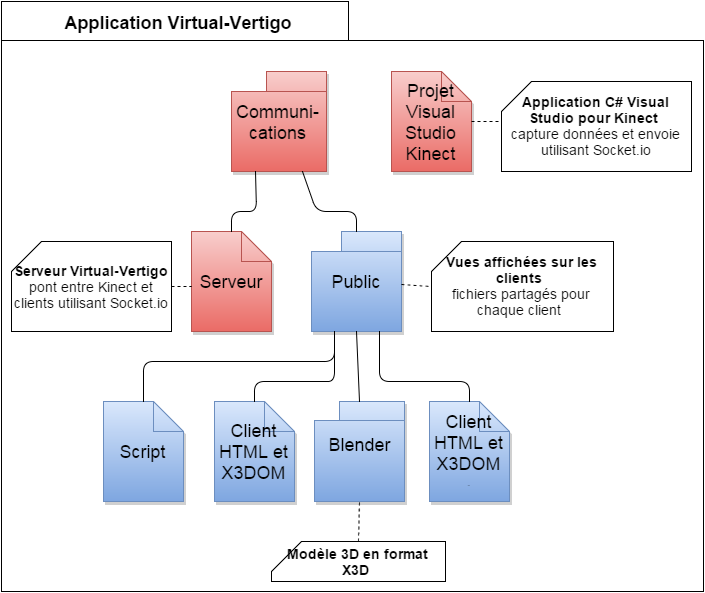 Application Virtual-Vertigo
Communi-
cations
Projet
Visual
Studio
Kinect
Application C# Visual
Studio pour Kinect
capture données et envoie
utilisant Socket.io
Serveur Virtual-Vertigo
pont entre Kinect et
clients utilisant Socket.io
Serveur
Public
Vues affichées sur les
clients
fichiers partagés pour
chaque client
Script
Client
HTML et
X3DOM
Blender
Client
HTML et
X3DOM
Modèle 3D en format
X3D